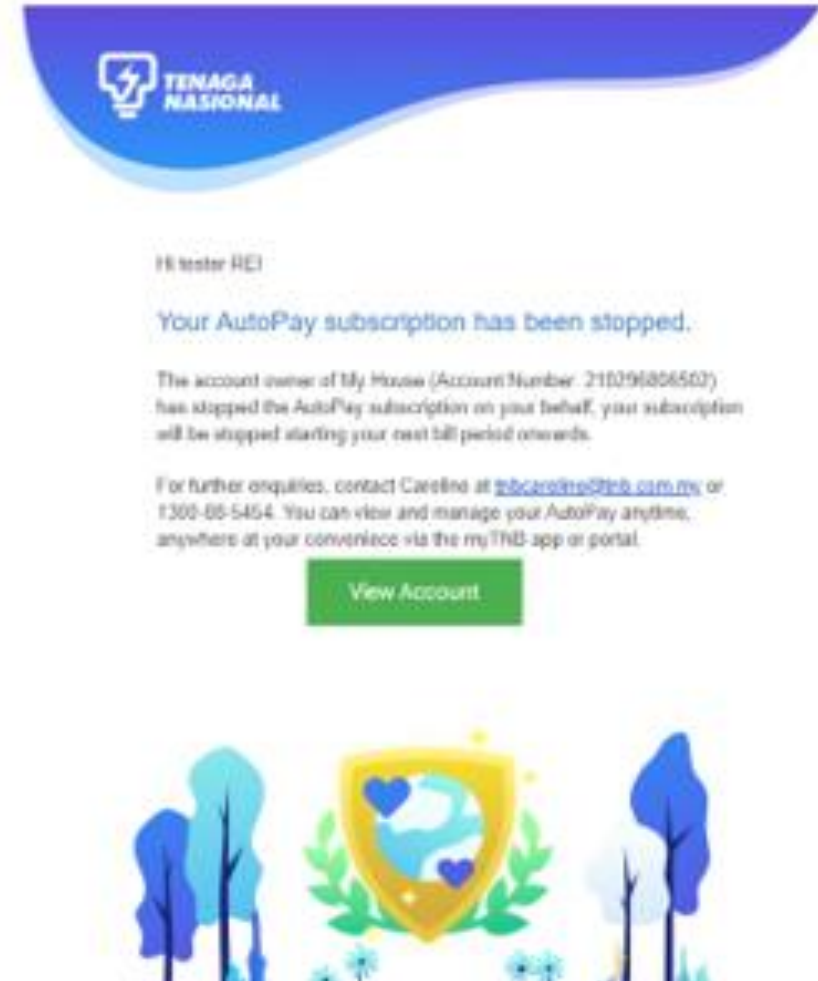 TENAGA
NASIONAL
Hi tester REI
Your AutoPay subscription has been stopped.
The account owner of My House (Account Number: 210296806502)
has stopped the AutoPay subscription on your behalf, your subscription
will be stopped starting your next bill period onwards.
For further enquiries, contact Careline at tnbcareline@tnb.com.my, or
1300-88-5454. You can view and manage your AutoPay anytime,
anywhere at your conveniece via the myTNB app or portal.
View Account